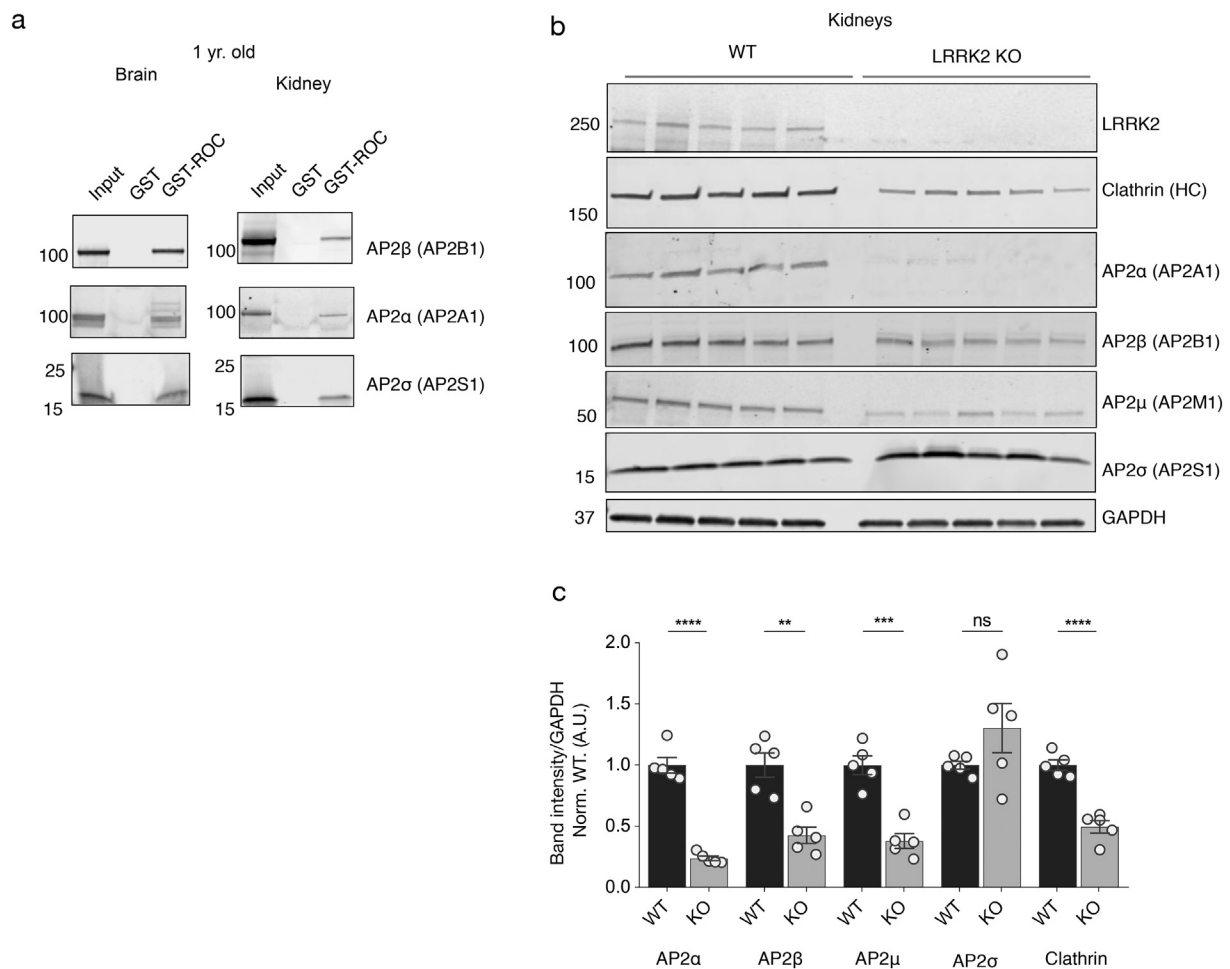 a
1 yr. old
Brain
Kidney
Input
GST
GST-ROC
Input
GST
GST-ROC
100
100
AP2β (AP2B1)
100
100
AP2α (AP2A1)
25
15
25
15
AP2σ (AP2S1)
b
Kidneys
WT
LRRK2 KO
250
LRRK2
150
Clathrin (HC)
100
AP2α (AP2A1)
100
AP2β (AP2B1)
50
AP2μ (AP2M1)
15
AP2σ (AP2S1)
37
GAPDH
c
**** ** *** ns ****
Band intensity/GAPDH
Norm. WT. (A.U.)
2.0
1.5
1.0
0.5
0.0
WT KO WT KO WT KO WT KO WT KO
AP2α AP2β AP2μ AP2σ Clathrin